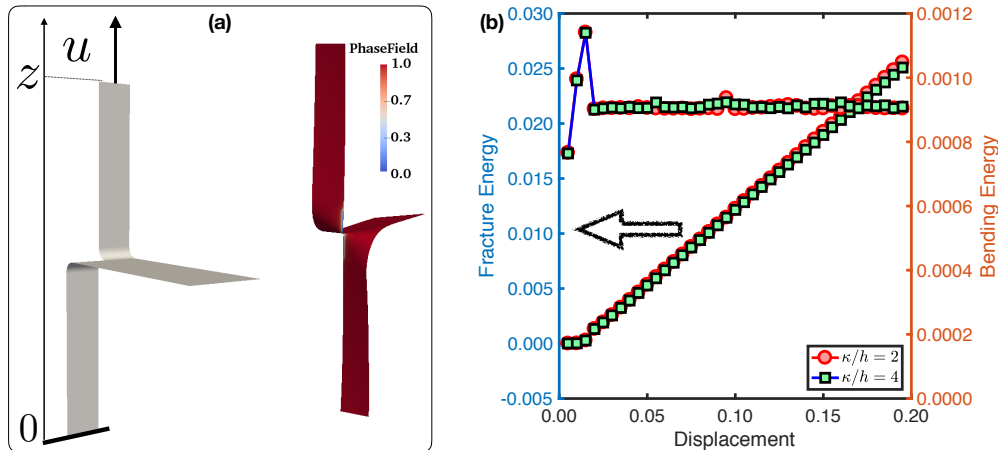 (a)
u
z
0
PhaseField
1.0
0.7
0.3
0.0
(b)
0.030
0.025
0.020
0.015
0.010
0.005
0.000
-0.005
Fracture Energy
0.0012
0.0010
0.0008
0.0006
0.0004
0.0002
0.0000
Bending Energy
κ/h = 2
κ/h = 4
0.00
0.05
0.10
0.15
0.20
Displacement